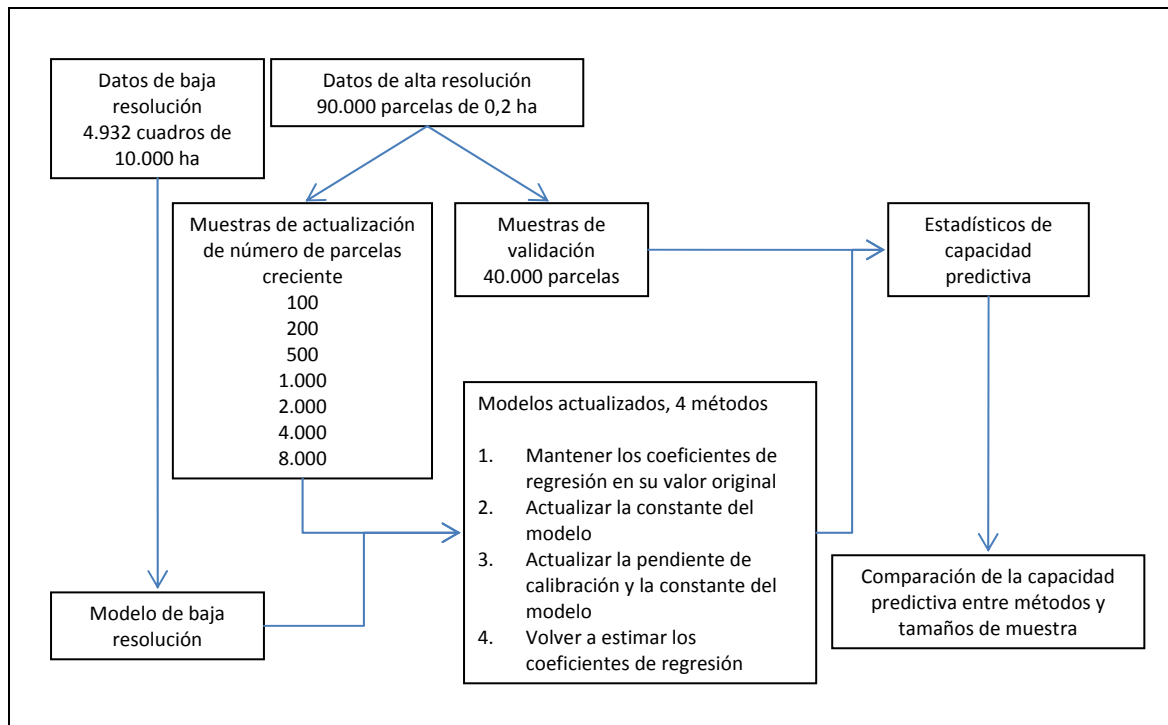 Datos de baja
resolución
4.932 cuadros de
10.000 ha
Datos de alta resolución
90.000 parcelas de 0,2 ha
Muestras de actualización
de número de parcelas
creciente
100
200
500
1.000
2.000
4.000
8.000
Muestras de
validación
40.000 parcelas
Estadísticos de
capacidad
predictiva
Modelos actualizados, 4 métodos
1. Mantener los coeficientes de
regresión en su valor original
2. Actualizar la constante del
modelo
3. Actualizar la pendiente de
calibración y la constante del
modelo
4. Volver a estimar los
coeficientes de regresión
Modelo de baja
resolución
Comparación de la capacidad
predictiva entre métodos y
tamaños de muestra